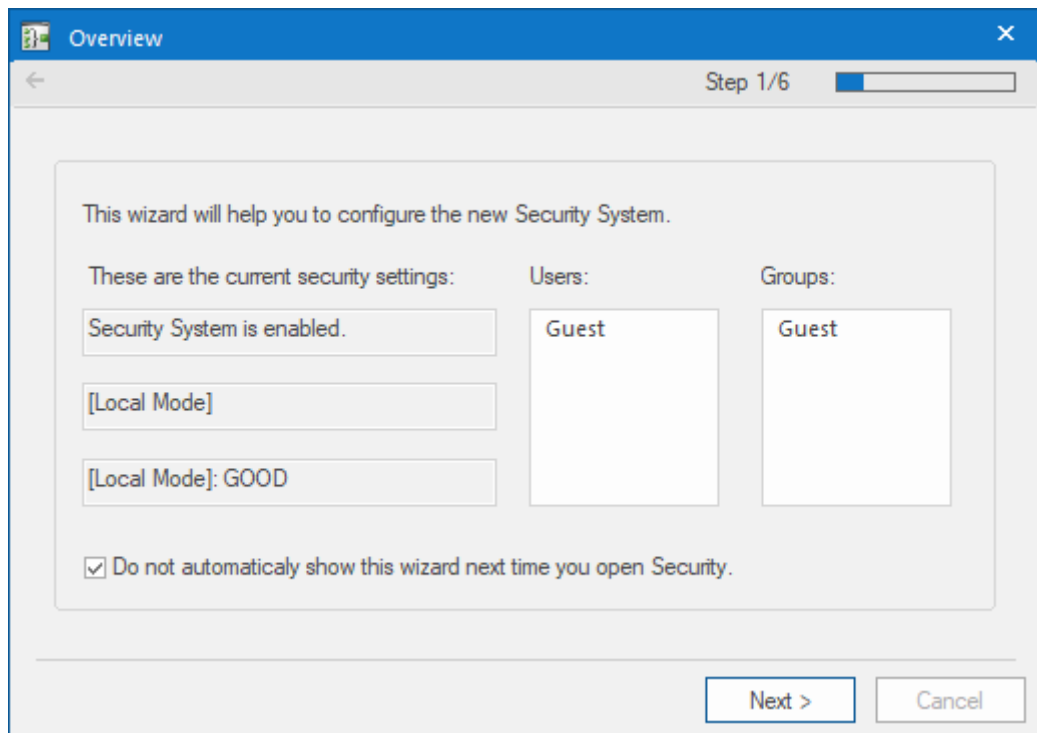 Overview
Step 1/6
This wizard will help you to configure the new Security System.
These are the current security settings: Users: Groups:
Security System is enabled. Guest Guest
[Local Mode]
[Local Mode]: GOOD
Do not automaticaly show this wizard next time you open Security.
Next > Cancel